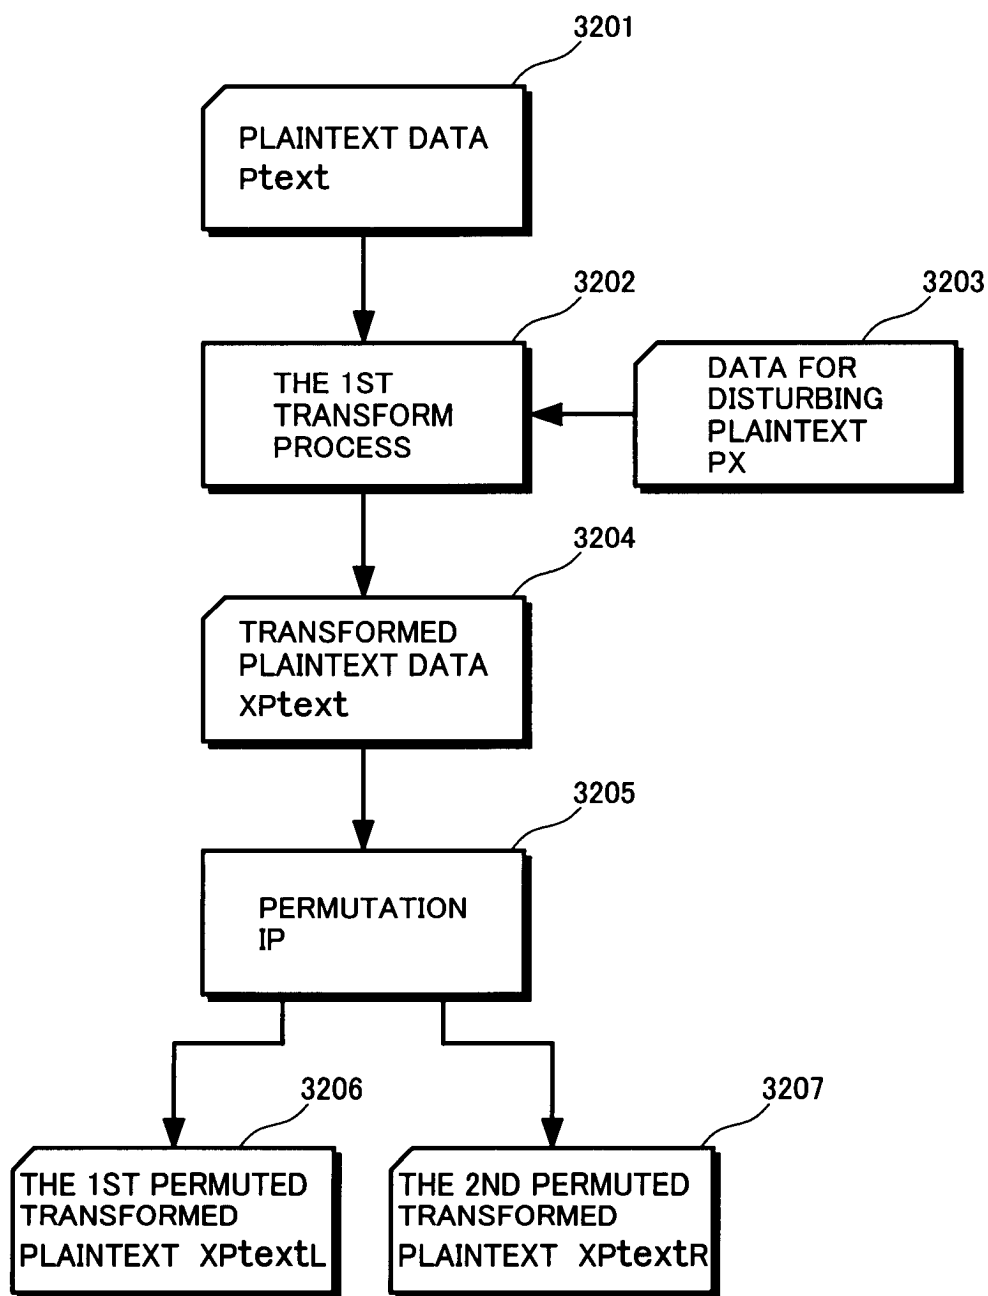 3201
PLAINTEXT DATA
Ptext
3202
THE 1ST
TRANSFORM
PROCESS
3203
DATA FOR
DISTURBING
PLAINTEXT
PX
3204
TRANSFORMED
PLAINTEXT DATA
XPtext
3205
PERMUTATION
IP
3206
THE 1ST PERMUTED
TRANSFORMED
PLAINTEXT XPtextL
3207
THE 2ND PERMUTED
TRANSFORMED
PLAINTEXT XPtextR